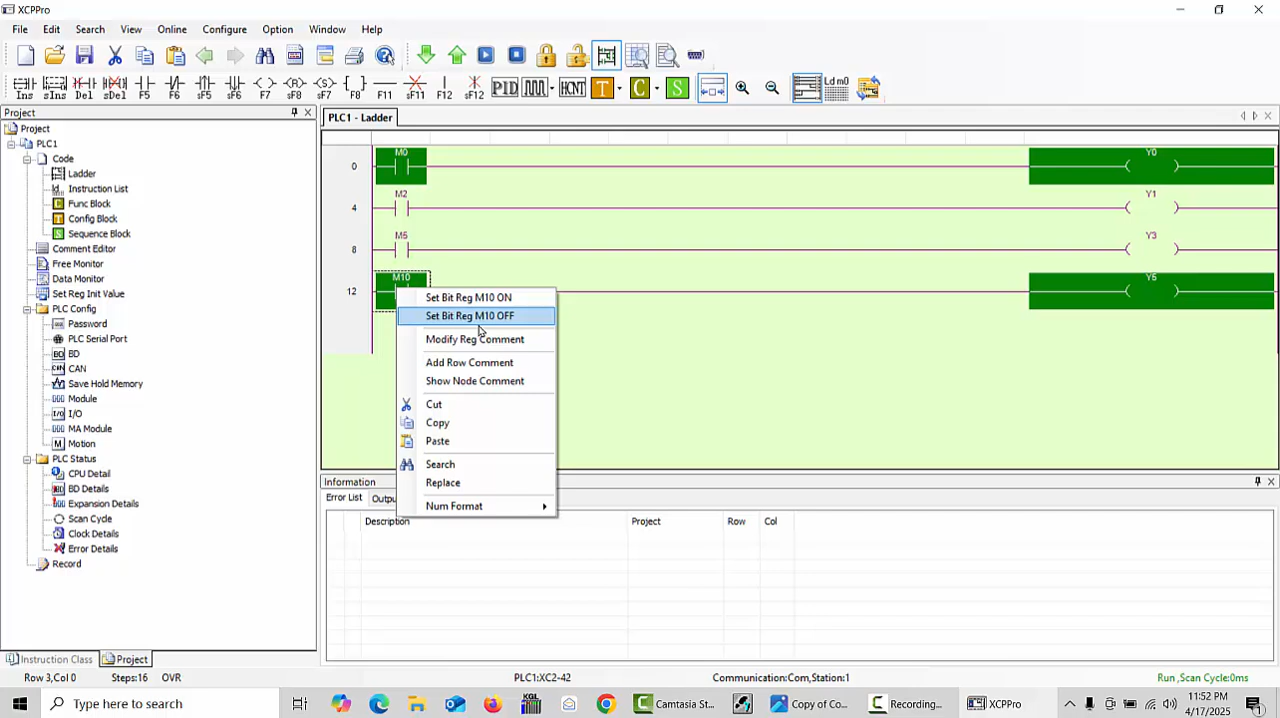 XCPPro
File Edit Search View Online Configure Option Window Help
Ins sIns Del sDel F5 F6 sF5 sF6 F7 sF8 sF7 F8 F11 sF11 F12 sF12 PID HCNT T C S Ld m0
Project
PLC1 - Ladder
Project
PLC1
Code
Ladder
Instruction List
Func Block
Config Block
Sequence Block
Comment Editor
Free Monitor
Data Monitor
Set Reg Init Value
PLC Config
Password
PLC Serial Port
BD
CAN
Save Hold Memory
Module
I/O
MA Module
Motion
PLC Status
CPU Detail
BD Details
Expansion Details
Scan Cycle
Clock Details
Error Details
Record
Instruction Class Project
M0 Y0
0
M2 Y1
4
M5 Y3
8
M10 Y5
12
Set Bit Reg M10 ON
Set Bit Reg M10 OFF
Modify Reg Comment
Add Row Comment
Show Node Comment
Cut
Copy
Paste
Search
Replace
Num Format
Information
Error List Outpu
Description Project Row Col
Row 3,Col 0 Steps:16 OVR PLC1:XC2-42 Communication:Com,Station:1 Run ,Scan Cycle:0ms
Type here to search
KGL
Camtasia St...
Copy of Co...
Recording...
XCPPro
11:52 PM
4/17/2025